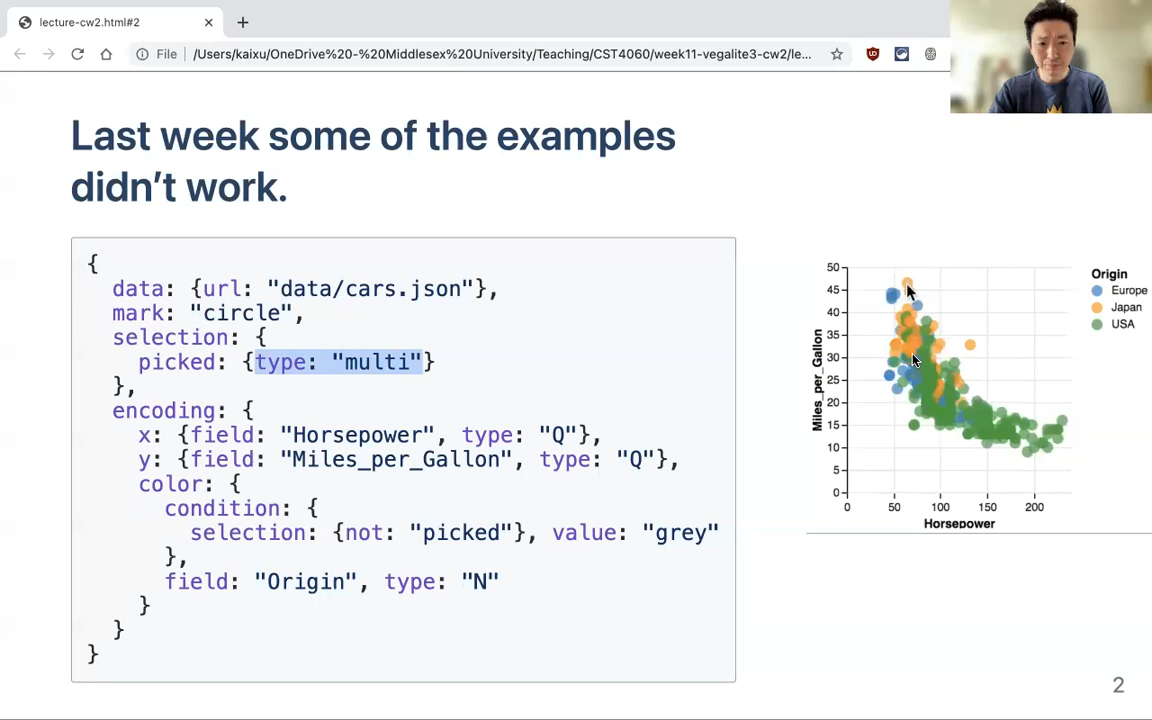 lecture-cw2.html#2
File
/Users/kaixu/OneDrive%20-%20Middlesex%20University/Teaching/CST4060/week11-vegalite3-cw2/le...
Last week some of the examples
didn’t work.
{
data: {url: "data/cars.json"},
mark: "circle",
selection: {
picked: {type: "multi"}
},
encoding: {
x: {field: "Horsepower", type: "Q"},
y: {field: "Miles_per_Gallon", type: "Q"},
color: {
condition: {
selection: {not: "picked"}, value: "grey"
},
field: "Origin", type: "N"
}
}
}
Miles_per_Gallon
50
45
40
35
30
25
20
15
10
5
0
0 50 100 150 200
Horsepower
Origin
Europe
Japan
USA
2